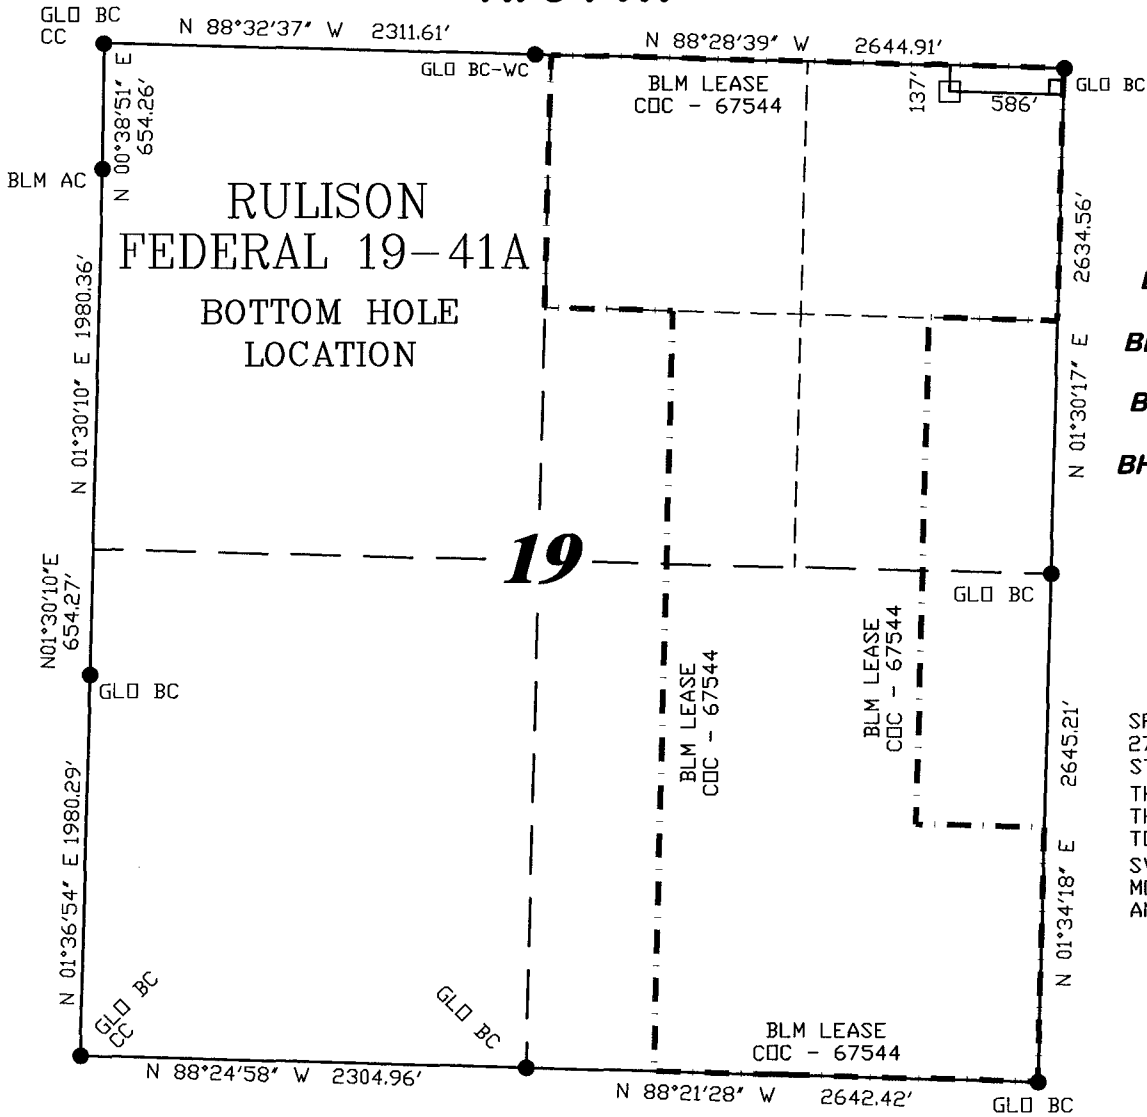 GLO BC
CC
N 88°32'37" W 2311.61'
GLO BC-WC
N 88°28'39" W 2644.91'
GLO BC
BLM LEASE
COC - 67544
137'
586'
N 00°38'51" E
654.26'
BLM AC
RULISON
FEDERAL 19-41A
BOTTOM HOLE
LOCATION
N 01°30'10" E 1980.36'
2634.56'
N 01°30'17" E
19
GLO BC
N01°30'10"E
654.27'
GLO BC
BLM LEASE
COC - 67544
BLM LEASE
COC - 67544
2645.21'
N 01°34'18" E
N 01°36'54" E 1980.29'
GLO BC
CC
GLO BC
BLM LEASE
COC - 67544
N 88°24'58" W 2304.96'
N 88°21'28" W 2642.42'
GLO BC